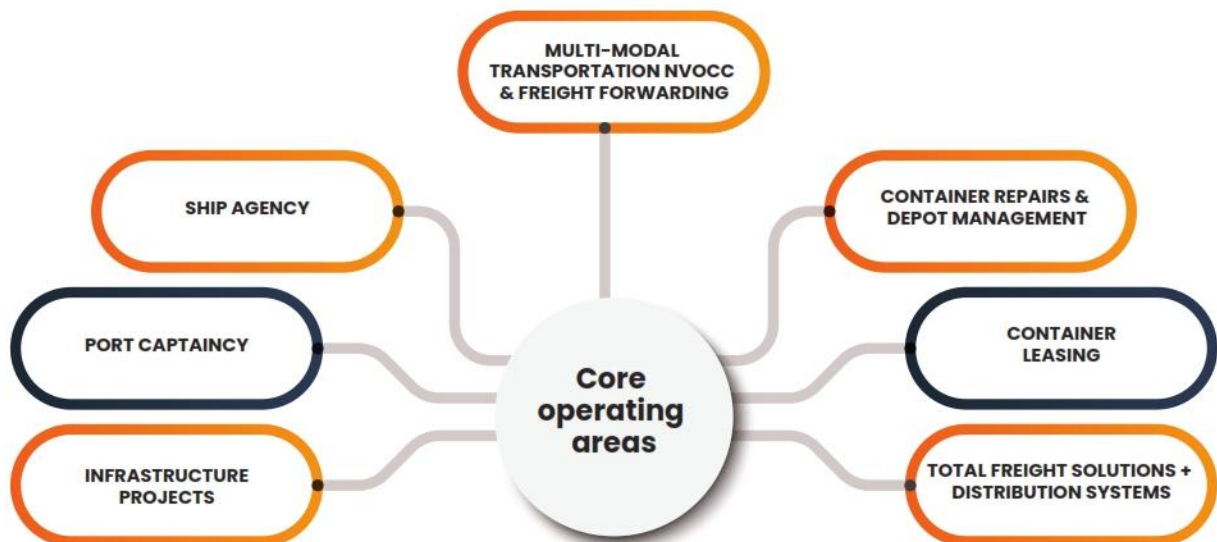 MULTI-MODAL
TRANSPORTATION NVOCC
& FREIGHT FORWARDING
SHIP AGENCY
CONTAINER REPAIRS &
DEPOT MANAGEMENT
PORT CAPTAINCY
CONTAINER
LEASING
Core
operating
areas
INFRASTRUCTURE
PROJECTS
TOTAL FREIGHT SOLUTIONS +
DISTRIBUTION SYSTEMS